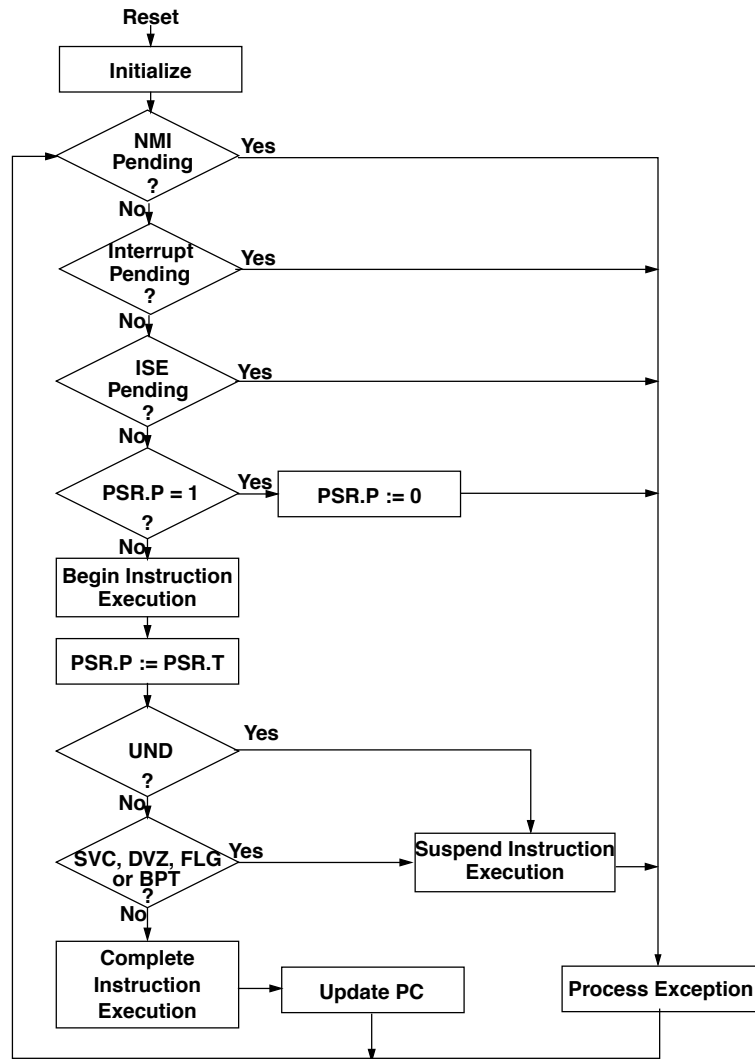 Reset
Initialize
NMI
Pending
?
Yes
No
Interrupt
Pending
?
Yes
No
ISE
Pending
?
Yes
No
PSR.P = 1
?
Yes
PSR.P := 0
No
Begin Instruction
Execution
PSR.P := PSR.T
UND
?
Yes
No
SVC, DVZ, FLG
or BPT
?
Yes
Suspend Instruction
Execution
No
Complete
Instruction
Execution
Update PC
Process Exception